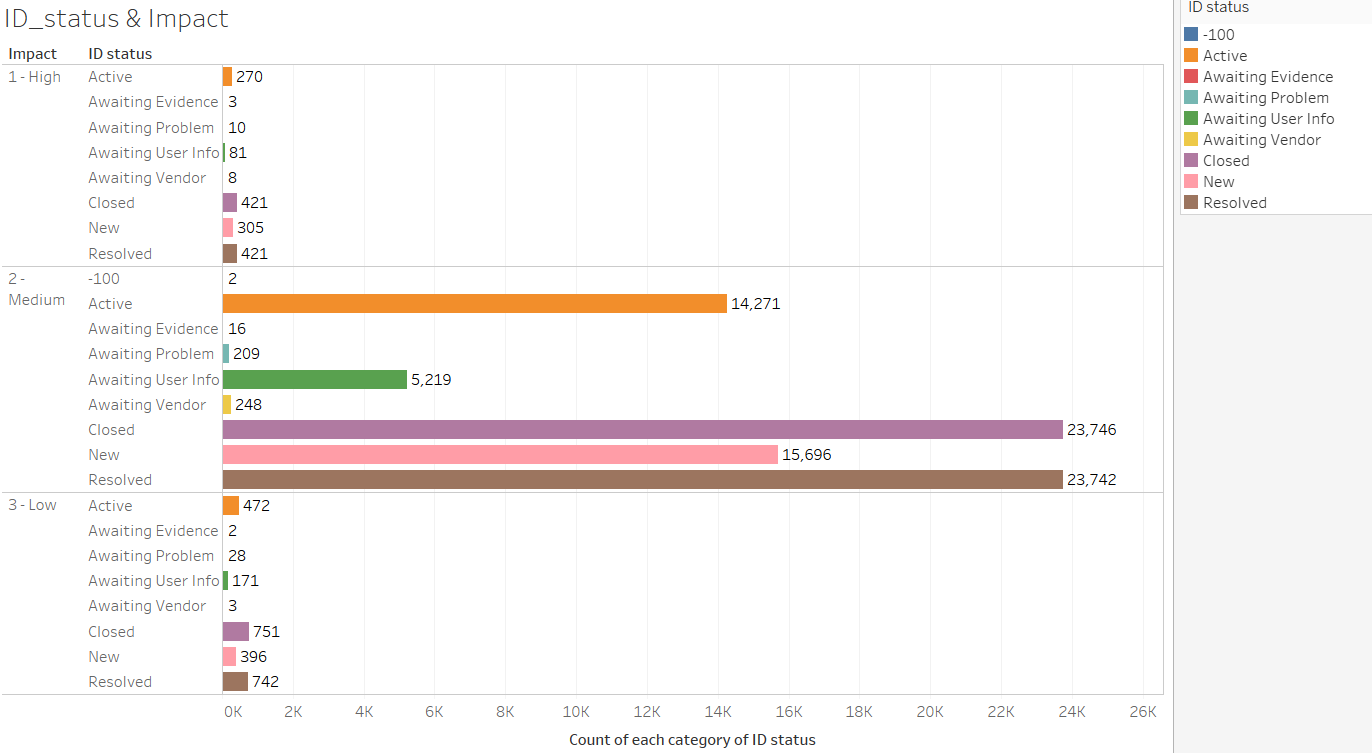 ID_status & Impact
Impact ID status
1 - High Active 270
Awaiting Evidence 3
Awaiting Problem 10
Awaiting User Info 81
Awaiting Vendor 8
Closed 421
New 305
Resolved 421
2 - Medium -100 2
Active 14,271
Awaiting Evidence 16
Awaiting Problem 209
Awaiting User Info 5,219
Awaiting Vendor 248
Closed 23,746
New 15,696
Resolved 23,742
3 - Low Active 472
Awaiting Evidence 2
Awaiting Problem 28
Awaiting User Info 171
Awaiting Vendor 3
Closed 751
New 396
Resolved 742
0K 2K 4K 6K 8K 10K 12K 14K 16K 18K 20K 22K 24K 26K
Count of each category of ID status
ID status
-100
Active
Awaiting Evidence
Awaiting Problem
Awaiting User Info
Awaiting Vendor
Closed
New
Resolved